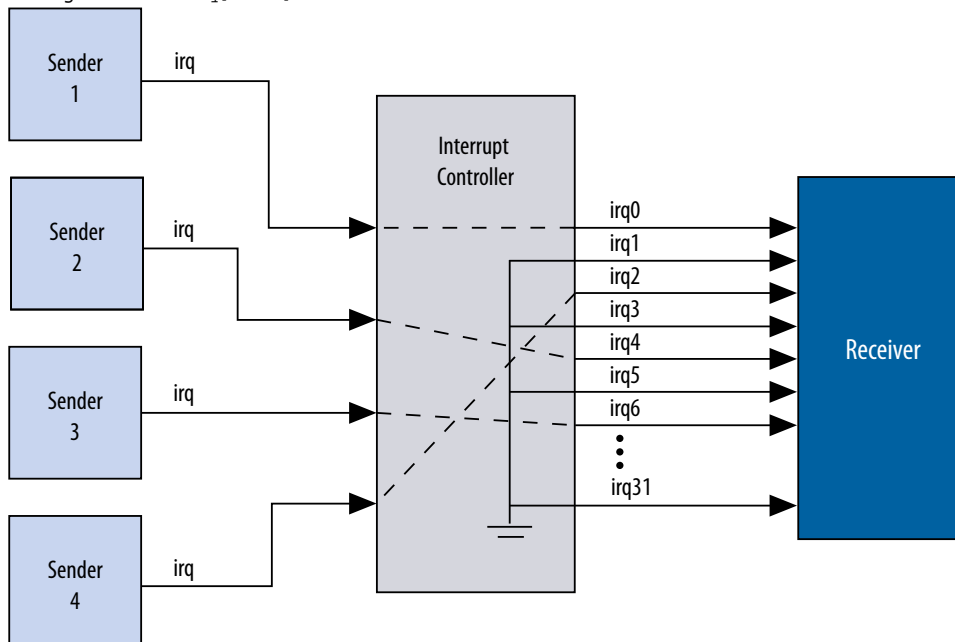 Sender
1
irq
Sender
2
irq
Sender
3
irq
Sender
4
irq
Interrupt
Controller
irq0
irq1
irq2
irq3
irq4
irq5
irq6
irq31
Receiver